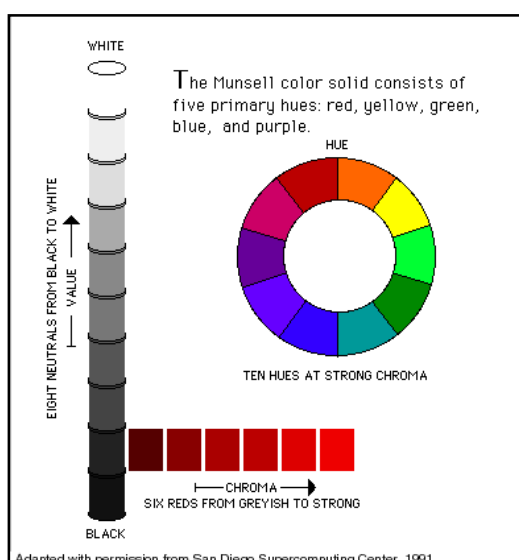 WHITE
The Munsell color solid consists of
five primary hues: red, yellow, green,
blue, and purple.
HUE
EIGHT NEUTRALS FROM BLACK TO WHITE
VALUE
TEN HUES AT STRONG CHROMA
CHROMA
SIX REDS FROM GREYISH TO STRONG
BLACK
Adapted with permission from San Diego Supercomputing Center, 1991